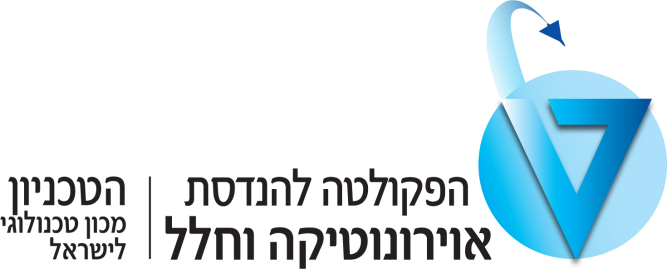 הפקולטה להנדסת
אוירונוטיקה וחלל
הטכניון
מכון טכנולוגי
לישראל